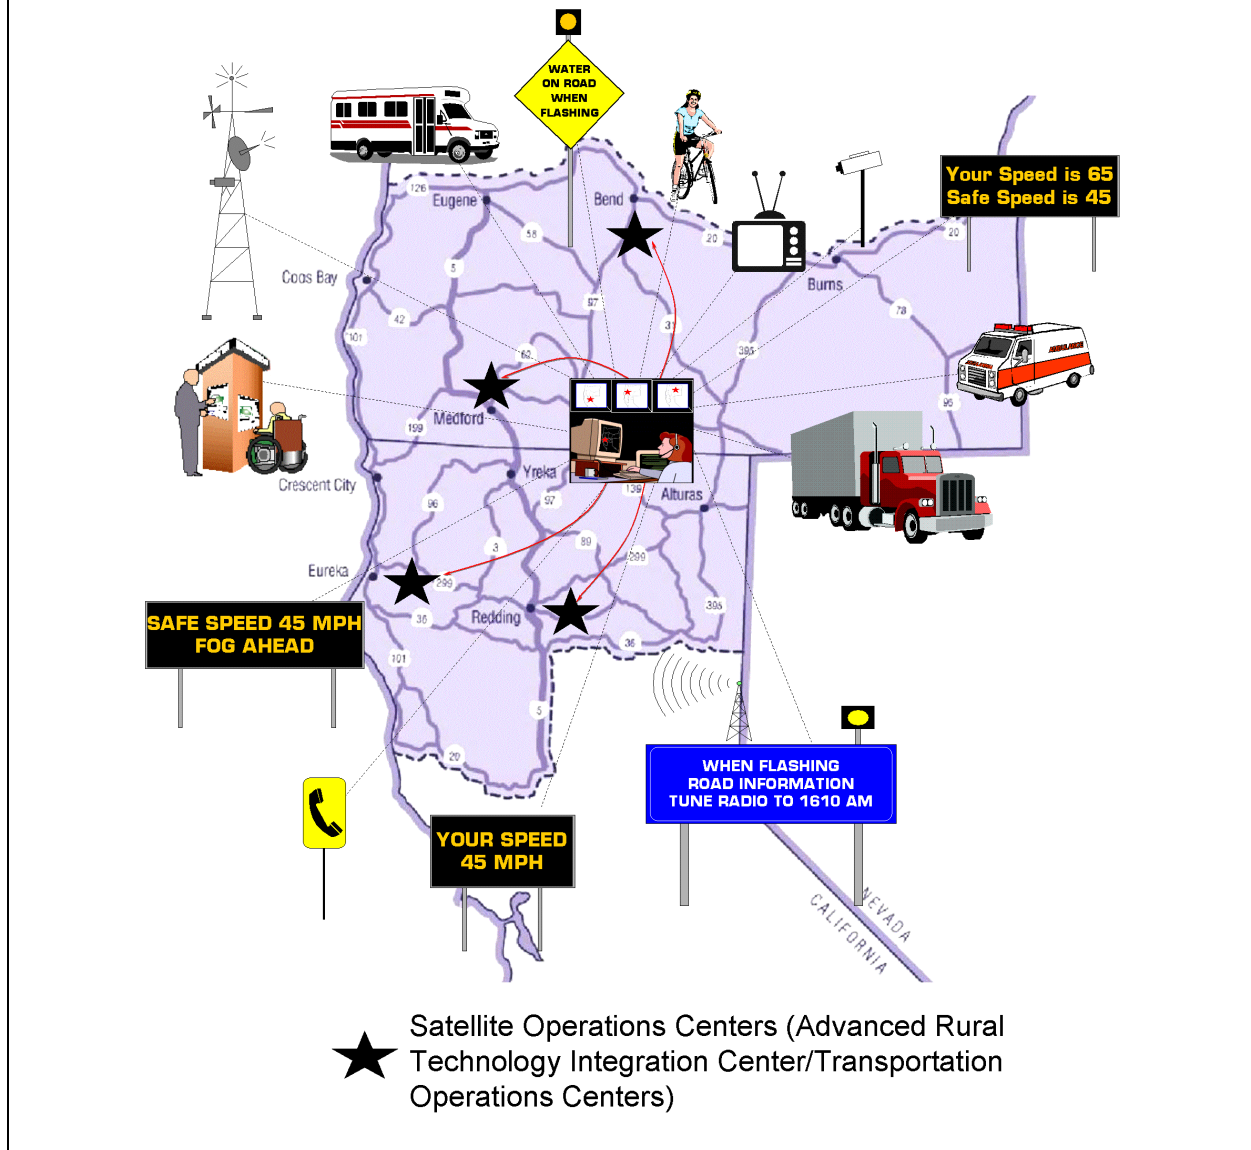 WATER
ON ROAD
WHEN
FLASHING
Your Speed is 65
Safe Speed is 45
126
Eugene
Bend
58
20
20
Coos Bay
5
Burns
97
78
42
31
101
62
395
AMBULANCE
95
Medford
199
Yreka
Crescent City
97
139
Alturas
96
3
89
299
Eureka
299
395
SAFE SPEED 45 MPH
FOG AHEAD
36
Redding
36
101
5
20
WHEN FLASHING
ROAD INFORMATION
TUNE RADIO TO 1610 AM
YOUR SPEED
45 MPH
NEVADA
CALIFORNIA
Satellite Operations Centers (Advanced Rural
Technology Integration Center/Transportation
Operations Centers)